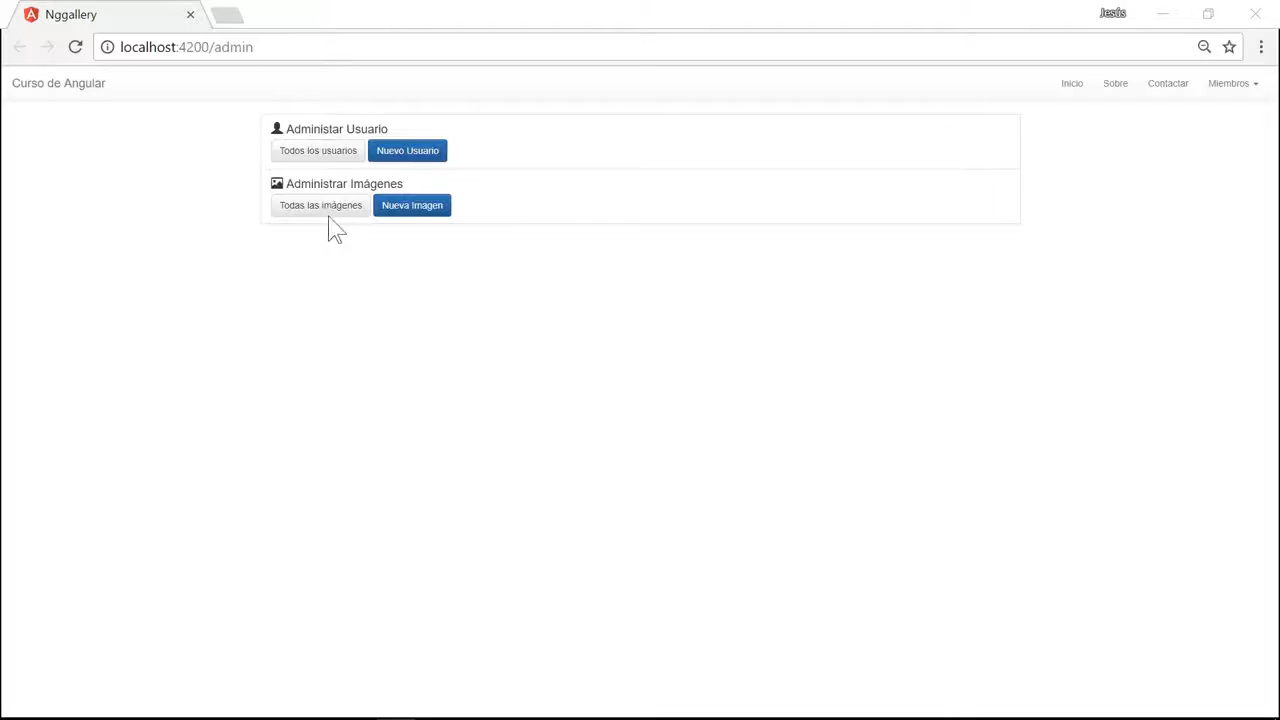 Nggallery
Jesús
localhost:4200/admin
Curso de Angular
Inicio Sobre Contactar Miembros
Administar Usuario
Todos los usuarios Nuevo Usuario
Administrar Imágenes
Todas las imágenes Nueva Imagen